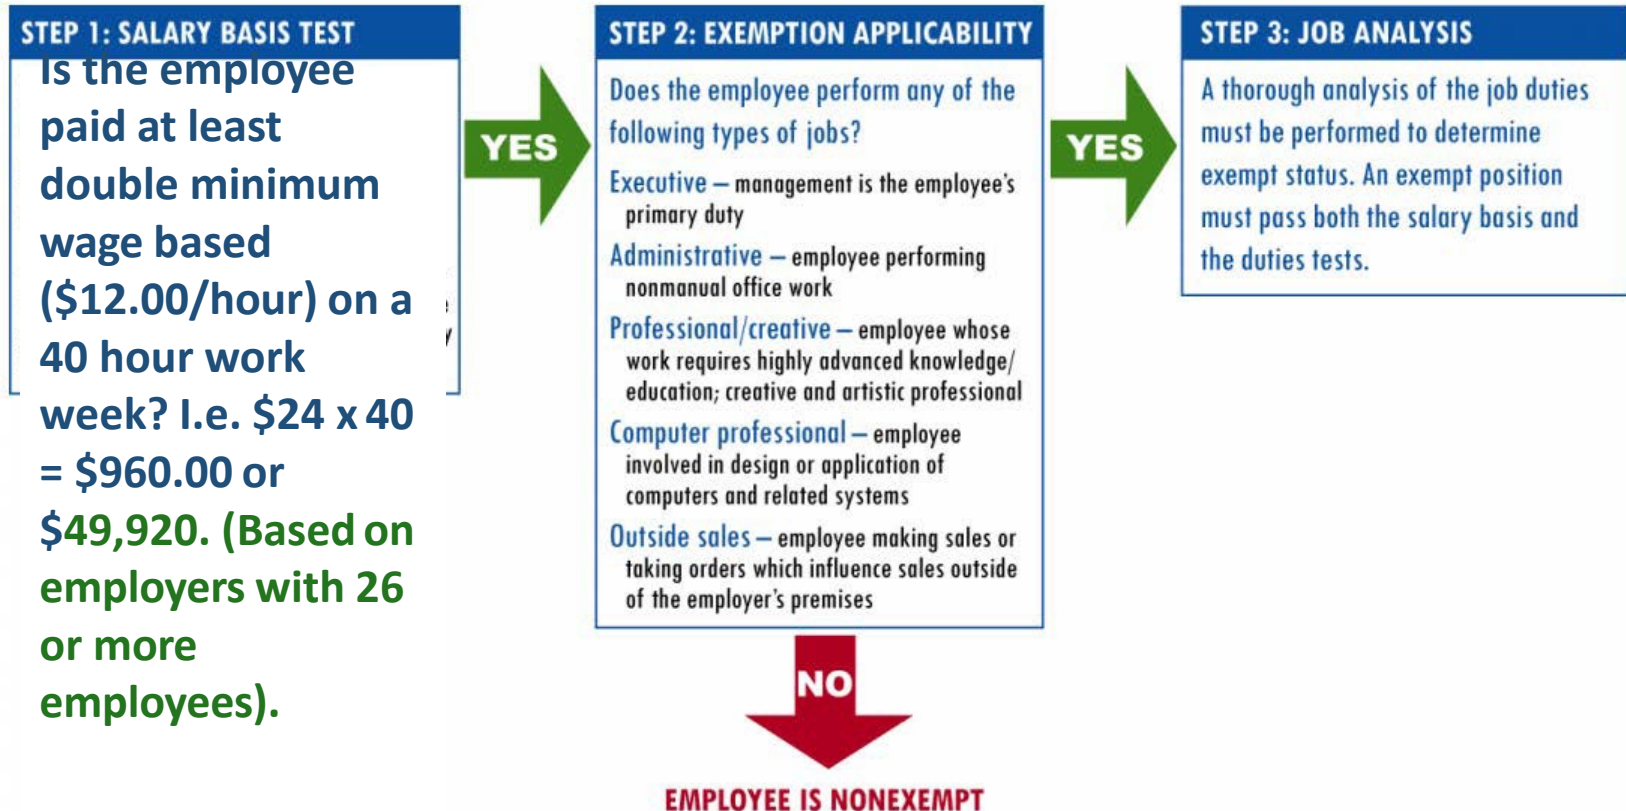 STEP 1: SALARY BASIS TEST
Is the employee
paid at least
double minimum
wage based
($12.00/hour) on a
40 hour work
week? I.e. $24 x 40
= $960.00 or
$49,920. (Based on
employers with 26
or more
employees).
YES
STEP 2: EXEMPTION APPLICABILITY
Does the employee perform any of the
following types of jobs?
Executive – management is the employee's
primary duty
Administrative – employee performing
nonmanual office work
Professional/creative – employee whose
work requires highly advanced knowledge/
education; creative and artistic professional
Computer professional – employee
involved in design or application of
computers and related systems
Outside sales – employee making sales or
taking orders which influence sales outside
of the employer's premises
NO
EMPLOYEE IS NONEXEMPT
YES
STEP 3: JOB ANALYSIS
A thorough analysis of the job duties
must be performed to determine
exempt status. An exempt position
must pass both the salary basis and
the duties tests.